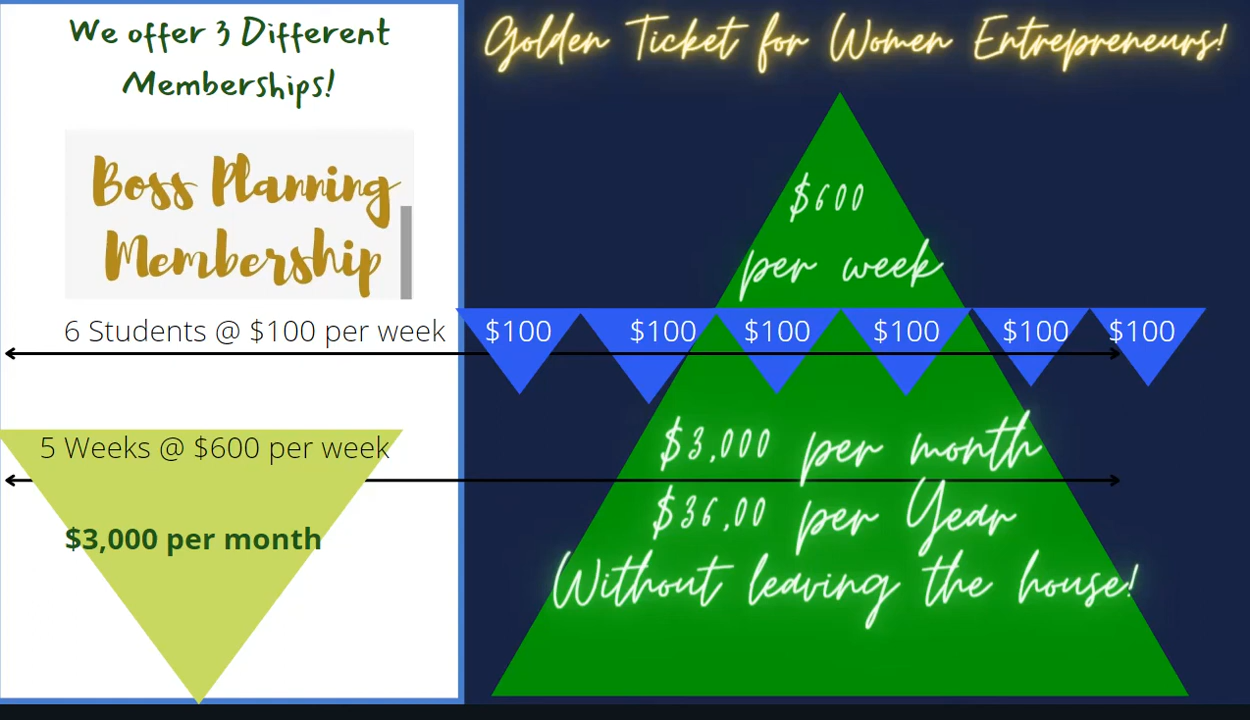 We offer 3 Different
Memberships!
Boss Planning
Membership
6 Students @ $100 per week
5 Weeks @ $600 per week
$3,000 per month
Golden Ticket for Women Entrepreneurs!
$600
per week
$100 $100 $100 $100 $100 $100
$3,000 per month
$36,00 per Year
Without leaving the house!